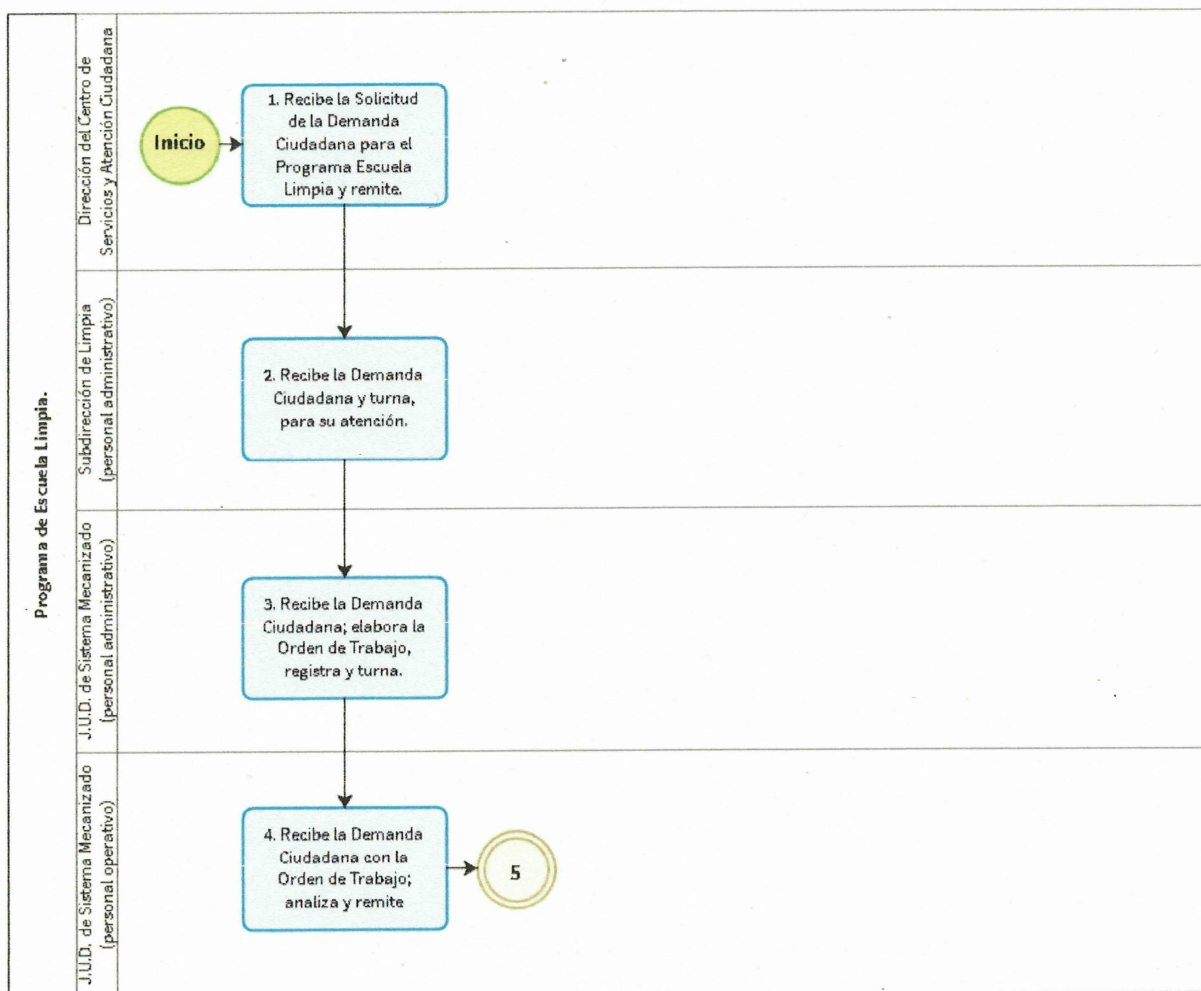 Programa de Escuela Limpia.
Dirección del Centro de
Servicios y Atención Ciudadana
Inicio
1. Recibe la Solicitud
de la Demanda
Ciudadana para el
Programa Escuela
Limpia y remite.
Subdirección de Limpia
(personal administrativo)
2. Recibe la Demanda
Ciudadana y turna,
para su atención.
J.U.D. de Sistema Mecanizado
(personal administrativo)
3. Recibe la Demanda
Ciudadana; elabora la
Orden de Trabajo,
registra y turna.
J.U.D. de Sistema Mecanizado
(personal operativo)
4. Recibe la Demanda
Ciudadana con la
Orden de Trabajo;
analiza y remite
5